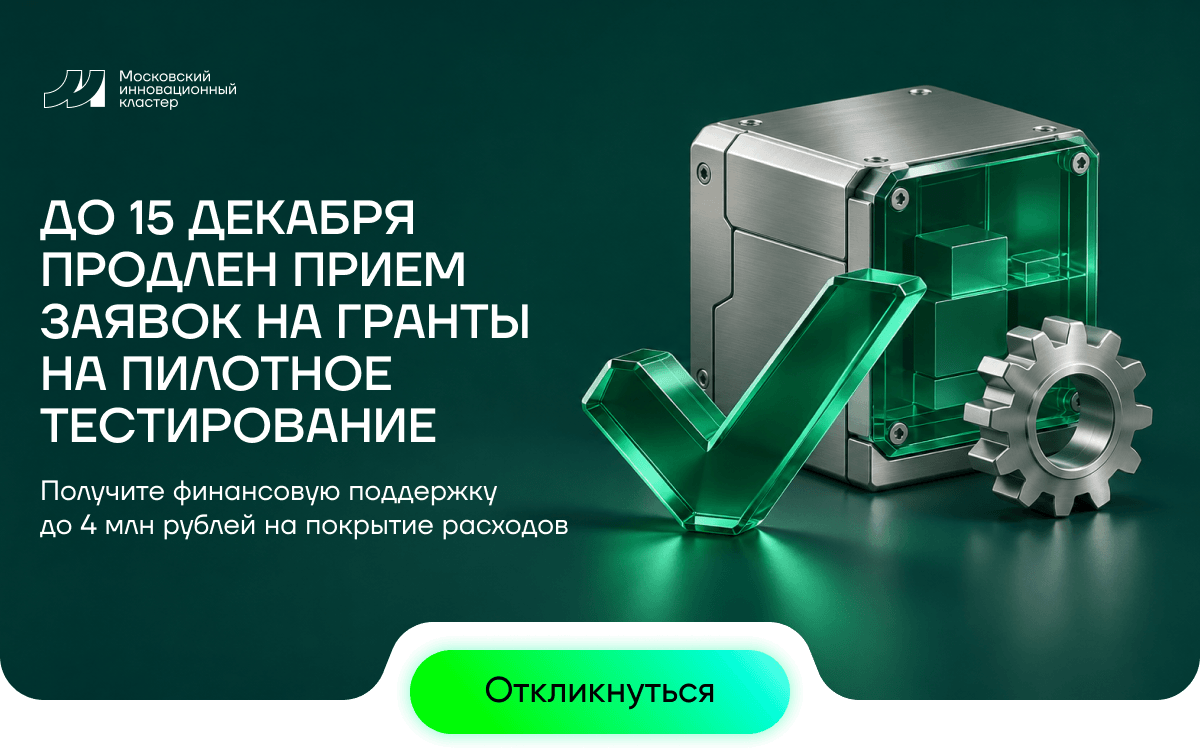 Московский
инновационный
кластер
ДО 15 ДЕКАБРЯ
ПРОДЛЕН ПРИЕМ
ЗАЯВОК НА ГРАНТЫ
НА ПИЛОТНОЕ
ТЕСТИРОВАНИЕ
Получите финансовую поддержку
до 4 млн рублей на покрытие расходов
Откликнуться